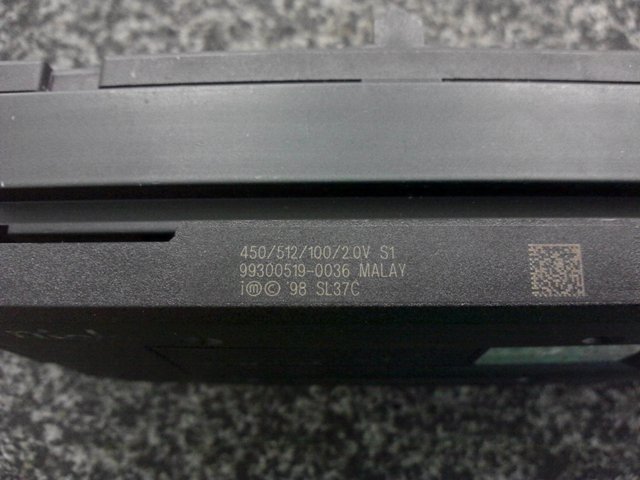 450/512/100/2.0V S1
99300519-0036 MALAY
i ⓜ © '98 SL37C